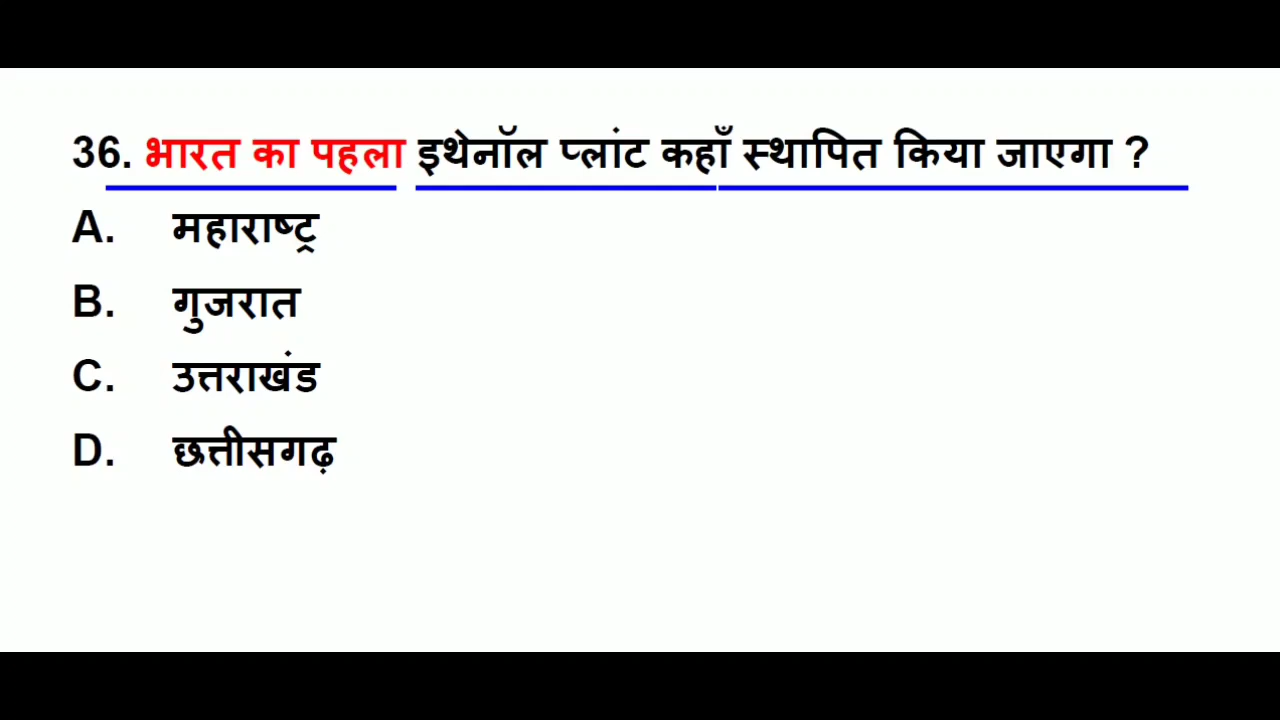 36. भारत का पहला इथेनॉल प्लांट कहाँ स्थापित किया जाएगा ?
A. महाराष्ट्र
B. गुजरात
C. उत्तराखंड
D. छत्तीसगढ़